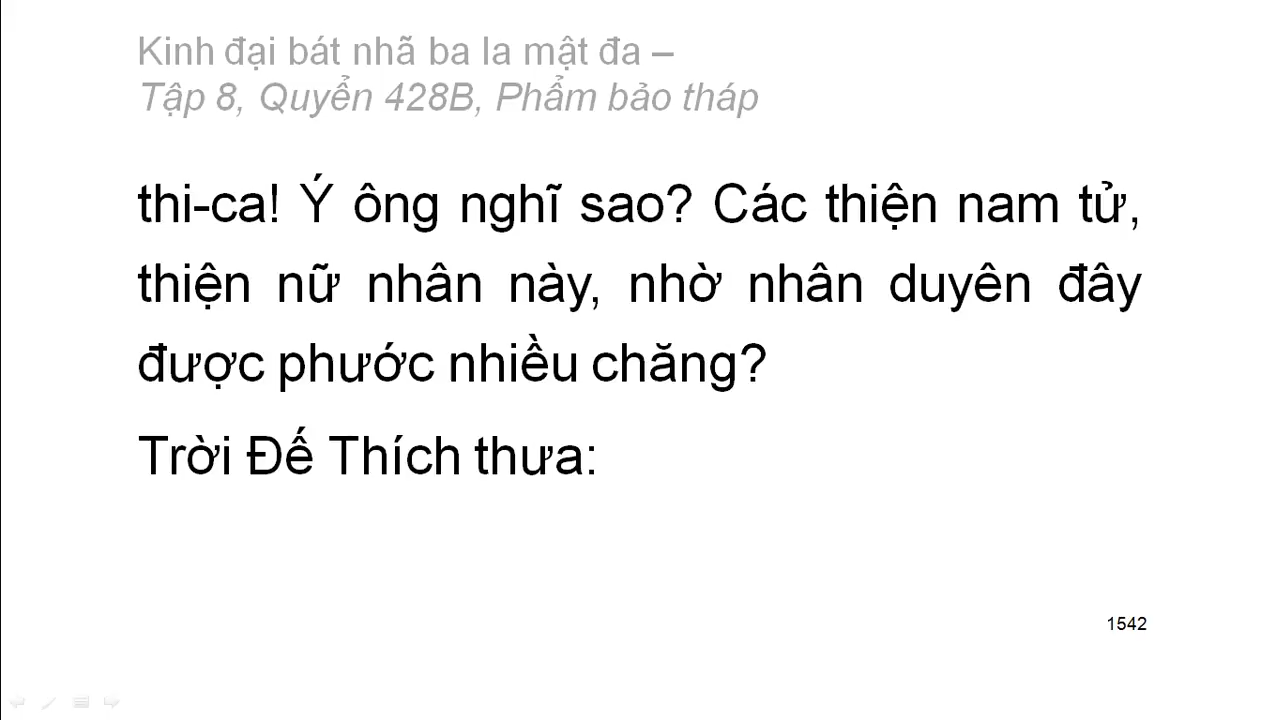 Kinh đại bát nhã ba la mật đa –
Tập 8, Quyển 428B, Phẩm bảo tháp
thi-ca! Ý ông nghĩ sao? Các thiện nam tử,
thiện nữ nhân này, nhờ nhân duyên đây
được phước nhiều chăng?
Trời Đế Thích thưa:
1542